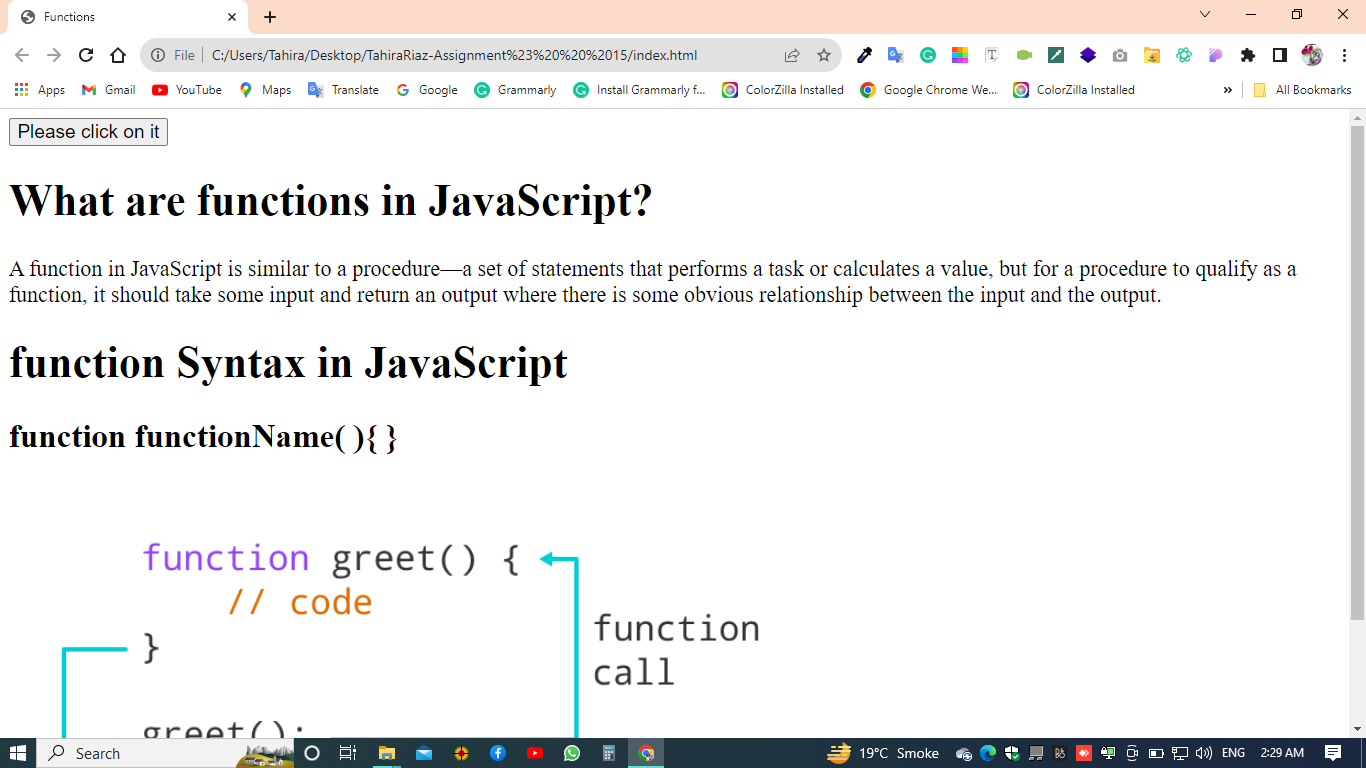 Functions
File
C:/Users/Tahira/Desktop/TahiraRiaz-Assignment%23%20%20%2015/index.html
Apps
Gmail
YouTube
Maps
Translate
Google
Grammarly
Install Grammarly f...
ColorZilla Installed
Google Chrome We...
ColorZilla Installed
»
All Bookmarks
Please click on it
What are functions in JavaScript?
A function in JavaScript is similar to a procedure—a set of statements that performs a task or calculates a value, but for a procedure to qualify as a
function, it should take some input and return an output where there is some obvious relationship between the input and the output.
function Syntax in JavaScript
function functionName( ){ }
function greet() {
// code
}
function
call
greet();
Search
19°C Smoke
ENG
2:29 AM